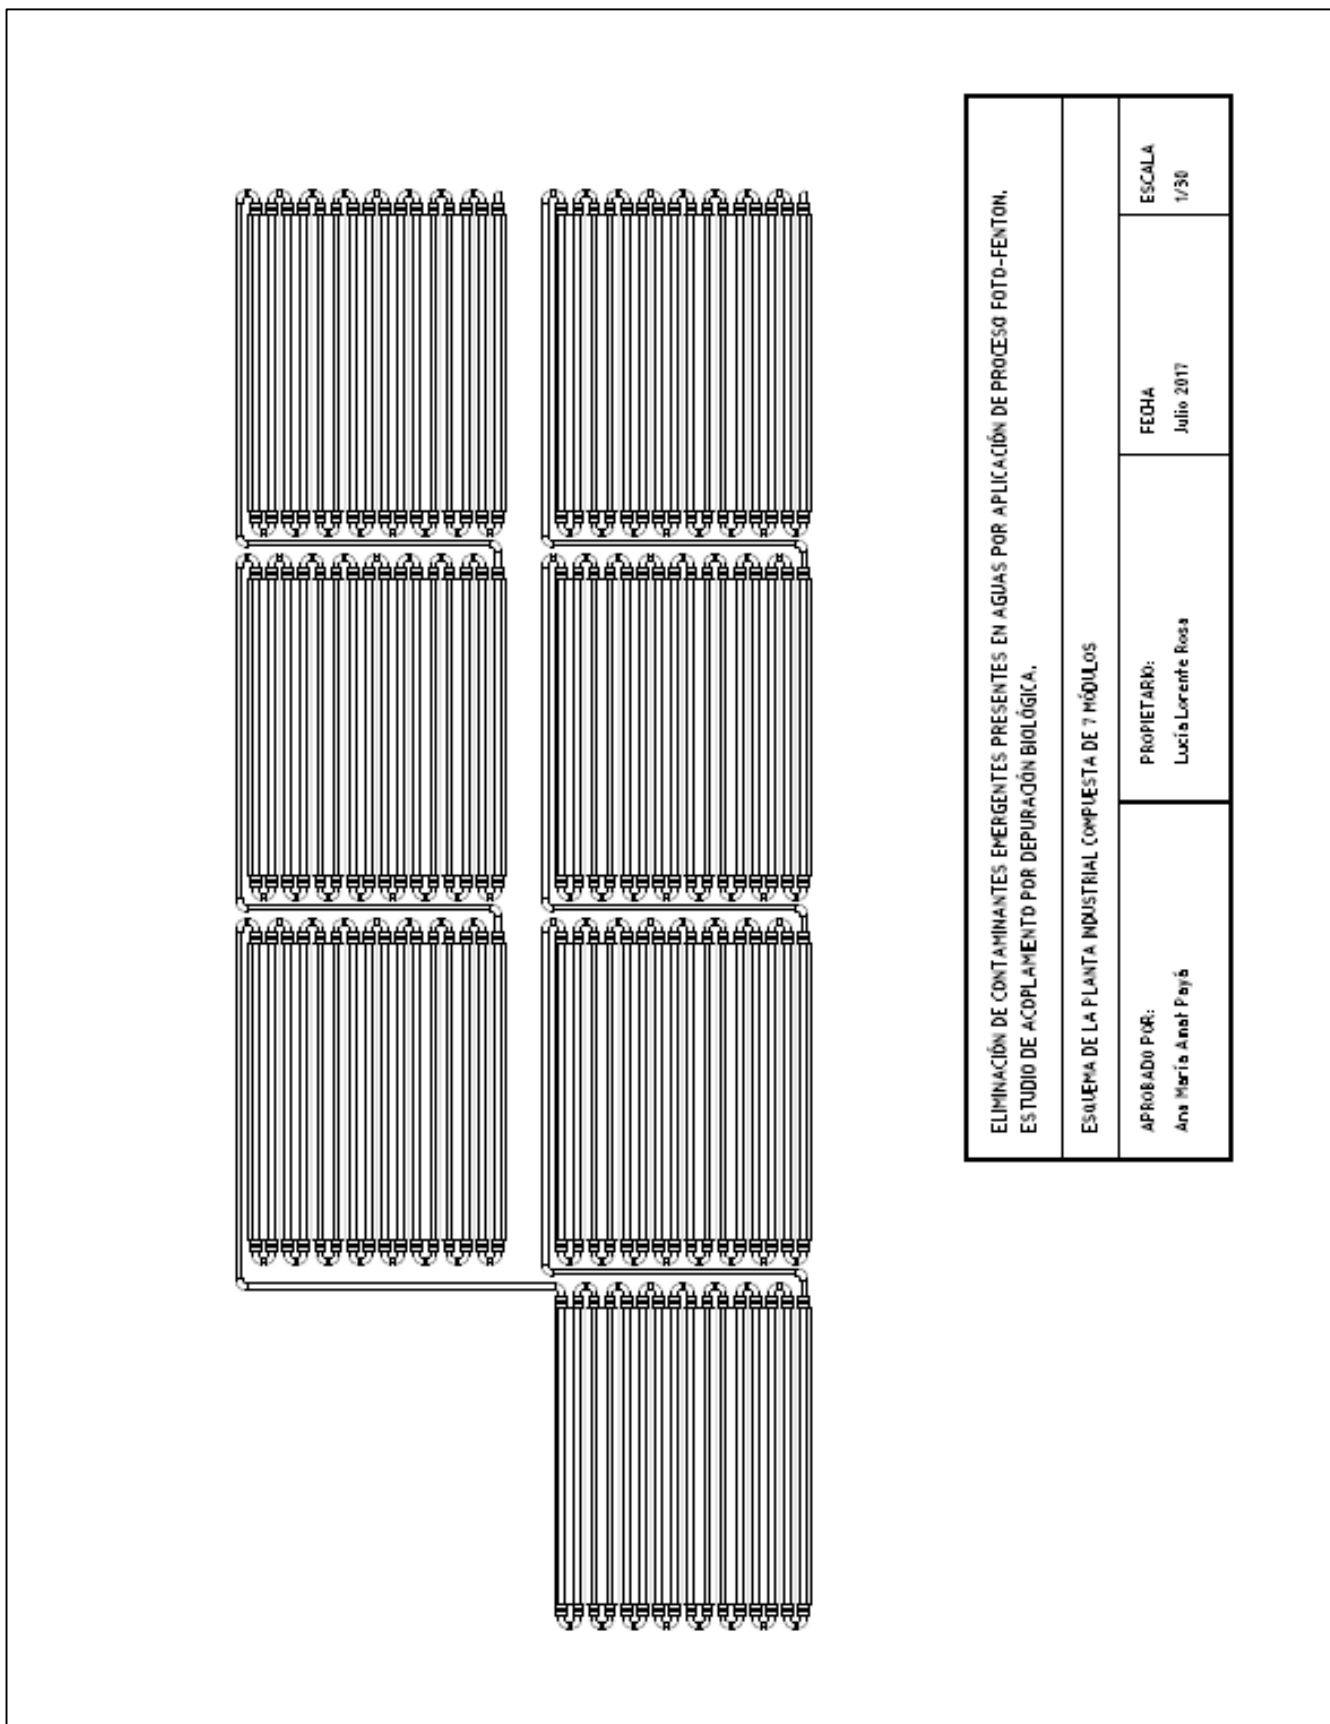 ELIMINACIÓN DE CONTAMINANTES EMERGENTES PRESENTES EN AGUAS POR APLICACIÓN DE PROCESO FOTO-FENTON.
ESTUDIO DE ACOPLAMENTO POR DEPURACIÓN BIOLÓGICA.
ESQUEMA DE LA PLANTA INDUSTRIAL COMPUESTA DE 7 MÓDULOS
APROBADO POR:
Ana María Amat Payá
PROPIETARIO:
Lucía Lorente Rosa
FECHA
Julio 2017
ESCALA
1/30